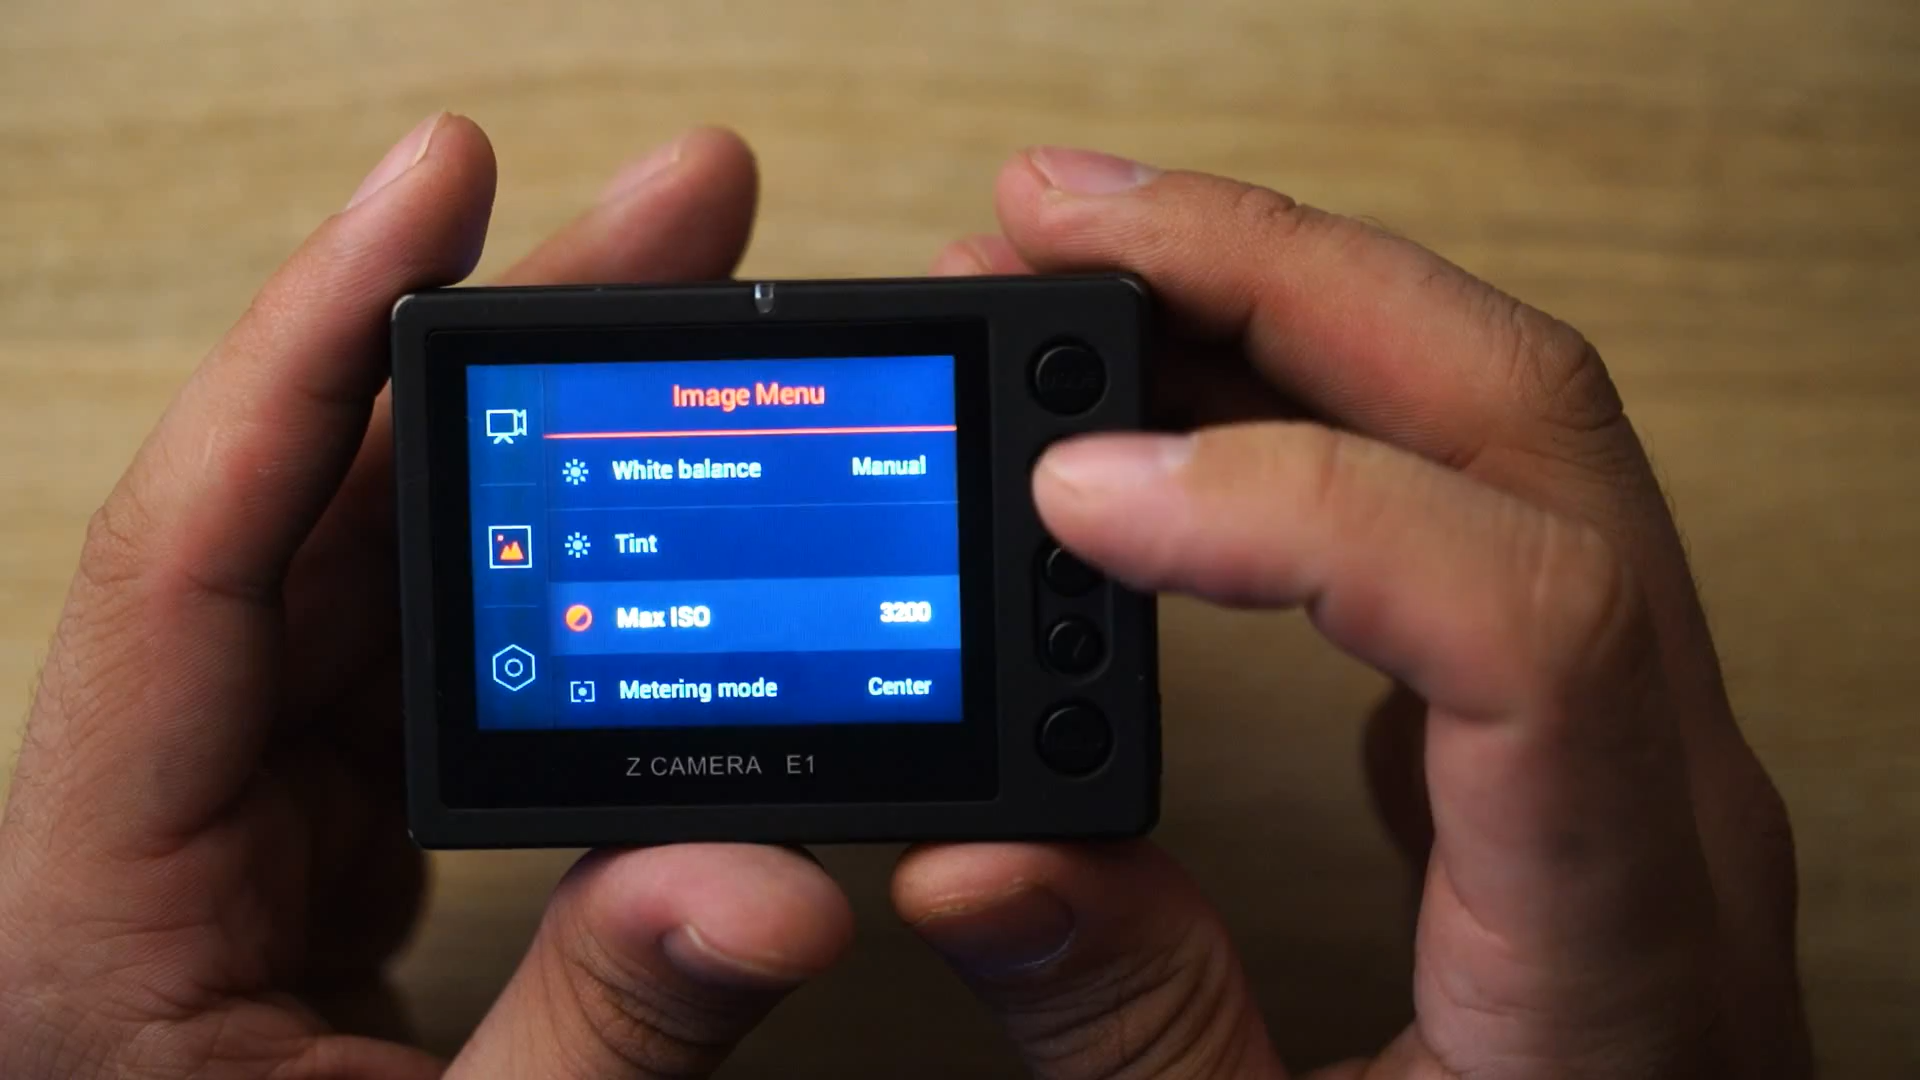 Image Menu
White balance Manual
Tint
Max ISO 3200
Metering mode Center
Z CAMERA E1